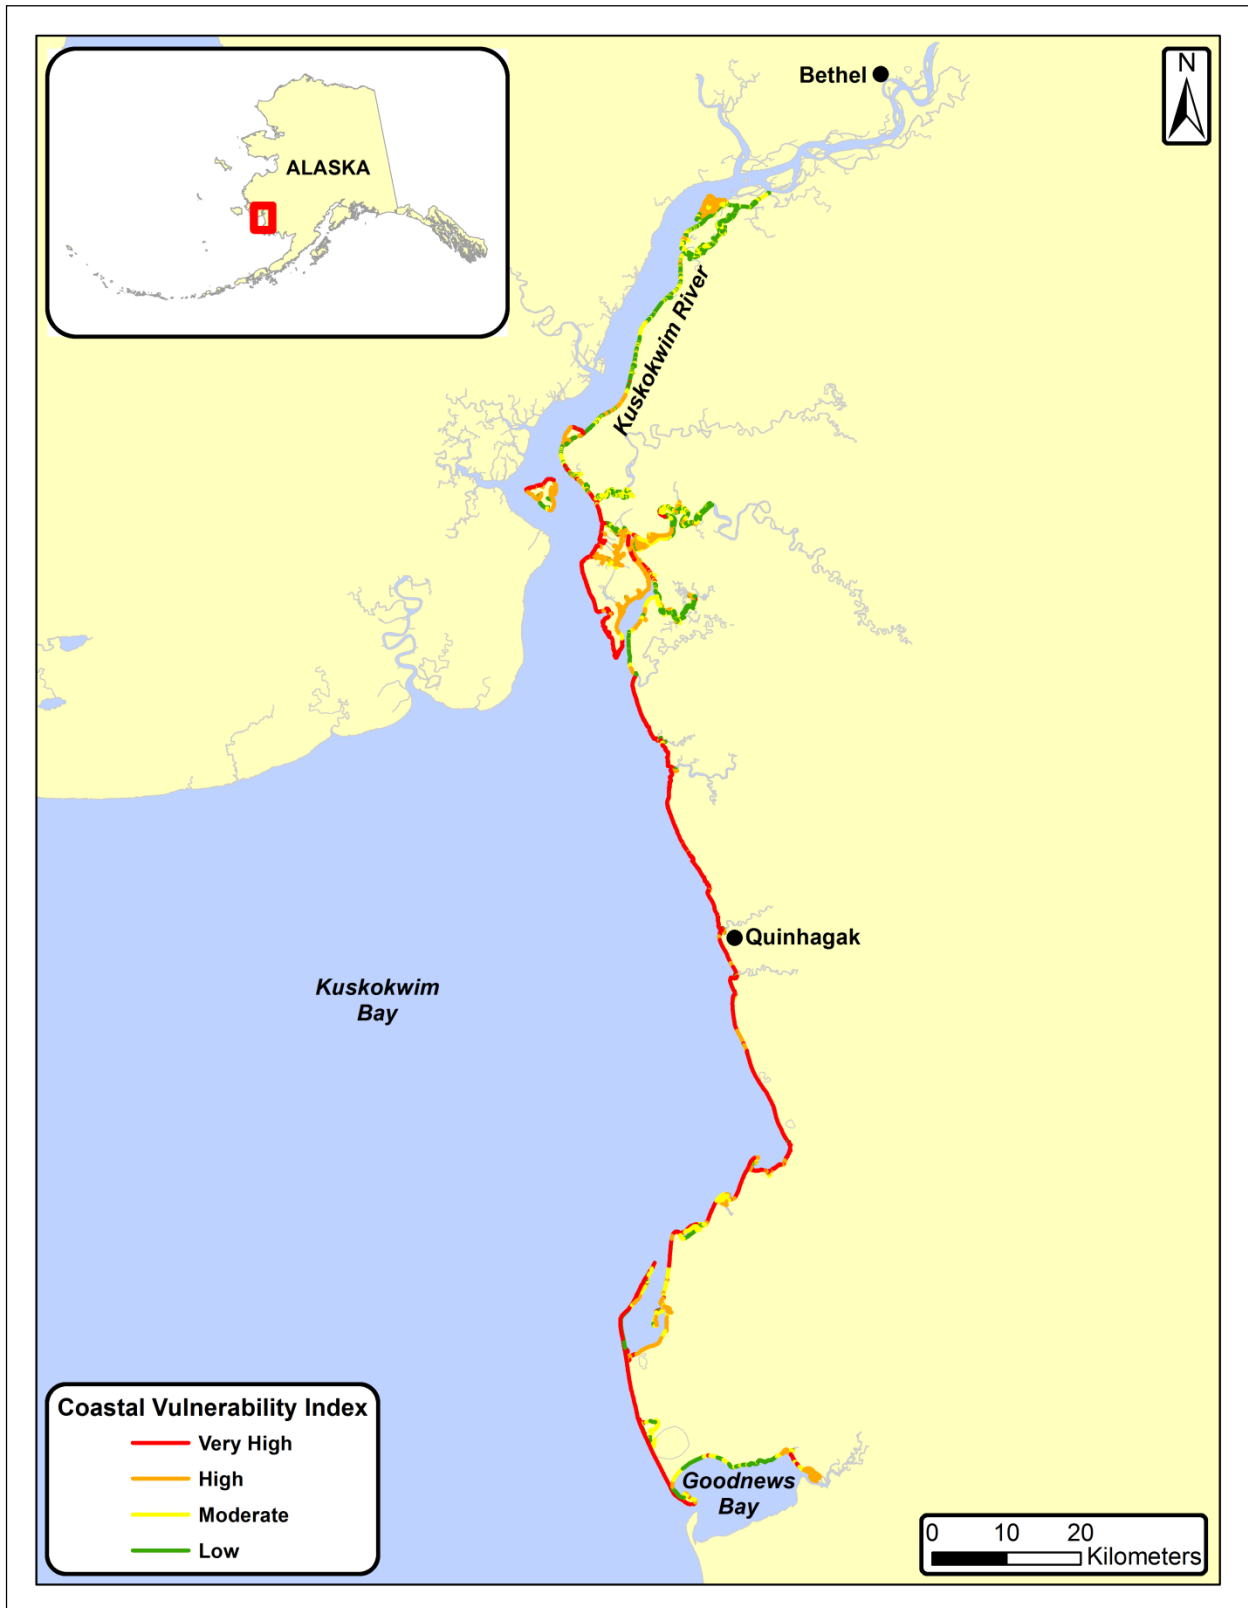 Bethel
N
ALASKA
Kuskokwim River
Quinhagak
Kuskokwim
Bay
Coastal Vulnerability Index
Very High
High
Moderate
Low
Goodnews
Bay
0 10 20
Kilometers